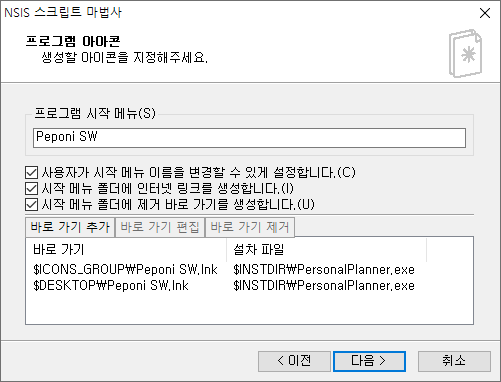 NSIS 스크립트 마법사
프로그램 아아콘
생성할 아이콘을 지정해주세요.
프로그램 시작 메뉴(S)
Peponi SW
사용자가 시작 메뉴 이름을 변경할 수 있게 설정합니다.(C)
시작 메뉴 폴더에 인터넷 링크를 생성합니다.(I)
시작 메뉴 폴더에 제거 바로 가기를 생성합니다.(U)
바로 가기 추가 바로 가기 편집 바로 가기 제거
바로 가기 설차 파일
$ICONS_GROUP₩Peponi SW.lnk $INSTDIR₩PersonalPlanner.exe
$DESKTOP₩Peponi SW.lnk $INSTDIR₩PersonalPlanner.exe
< 이전 다음 > 취소